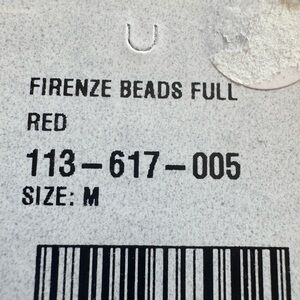 FIRENZE BEADS FULL
RED
113-617-005
SIZE: M